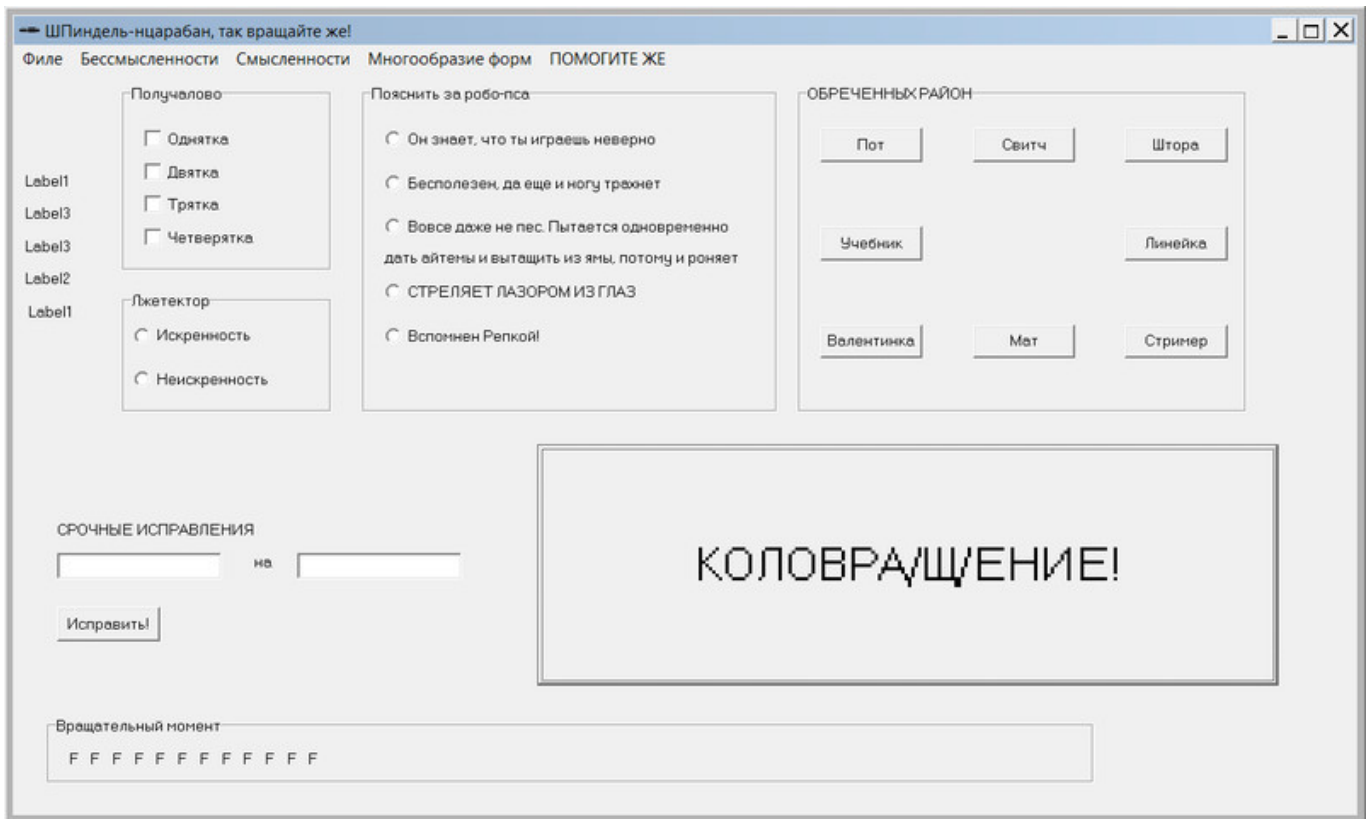 ШПиндель-нцарабан, так вращайте же!
Филе Бессмысленности Смысленности Многообразие форм ПОМОГИТЕ ЖЕ
Label1
Label3
Label3
Label2
Label1
Получалово
Однятка
Двятка
Трятка
Четверятка
Лжетектор
Искренность
Неискренность
Пояснить за робо-пса
Он знает, что ты играешь неверно
Бесполезен, да еще и ногу трахнет
Вовсе даже не пес. Пытается одновременно
дать айтемы и вытащить из ямы, потому и роняет
СТРЕЛЯЕТ ЛАЗОРОМ ИЗ ГЛАЗ
Вспомнен Репкой!
ОБРЕЧЕННЫХ РАЙОН
Пот Свитч Штора
Учебник Линейка
Валентинка Мат Стример
СРОЧНЫЕ ИСПРАВЛЕНИЯ
на
Исправить!
КОЛОВРА/Щ/ЕНИЕ!
Вращательный момент
F F F F F F F F F F F F